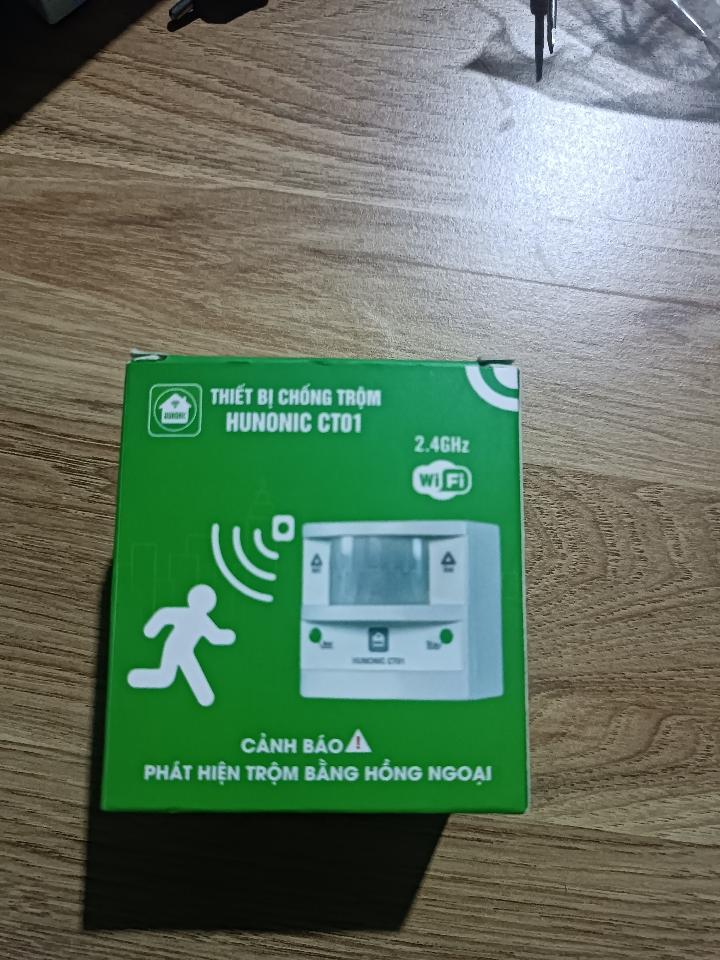 HUNONIC
THIẾT BỊ CHỐNG TRỘM
HUNONIC CT01
2.4GHz
WiFi
HUNONIC CT01
CẢNH BÁO
PHÁT HIỆN TRỘM BẰNG HỒNG NGOẠI